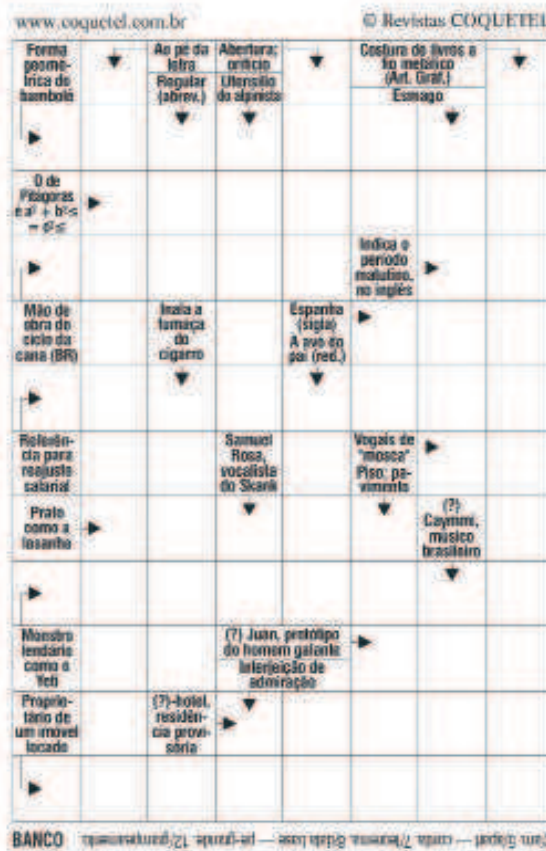 www.coquetel.com.br © Revistas COQUETEL
Forma
geomé-
trica do
bambolê
Ao pé da
letra
Regular
(abrev.)
Abertura;
orifício
Utensílio
do alpinista
Costura de livros a
fio metálico
(Art. Gráf.)
Esmago
O de
Pitágoras
é a² + b²
= c²
Indica o
período
matutino,
no inglês
Mão de
obra do
ciclo da
cana (BR)
Inala a
fumaça
do
cigarro
Espanha
(sigla)
A avó do
pai (red.)
Referên-
cia para
reajuste
salarial
Samuel
Rosa,
vocalista
do Skank
Vogais de
"mosca"
Piso; pa-
vimento
Prato
como a
lasanha
(?)
Caymmi,
músico
brasileiro
Monstro
lendário
como o
Yeti
(?) Juan, protótipo
do homem galante
Interjeição de
admiração
Proprie-
tário de
um imóvel
locado
(?)-hotel,
residên-
cia provi-
sória
BANCO